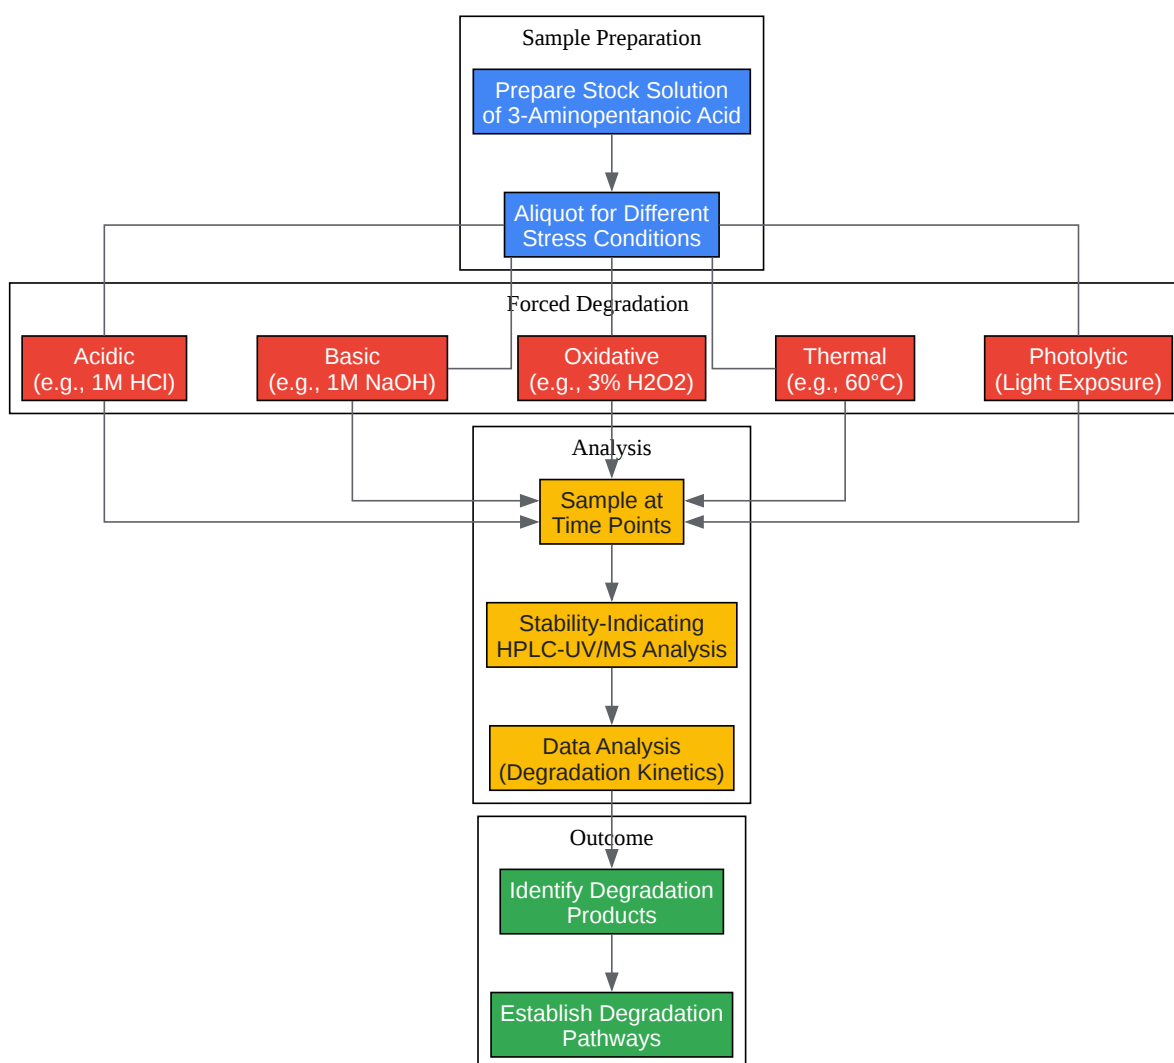 Sample Preparation
Prepare Stock Solution
of 3-Aminopentanoic Acid
Aliquot for Different
Stress Conditions
Forced Degradation
Acidic
(e.g., 1M HCl)
Basic
(e.g., 1M NaOH)
Oxidative
(e.g., 3% H2O2)
Thermal
(e.g., 60°C)
Photolytic
(Light Exposure)
Analysis
Sample at
Time Points
Stability-Indicating
HPLC-UV/MS Analysis
Data Analysis
(Degradation Kinetics)
Outcome
Identify Degradation
Products
Establish Degradation
Pathways